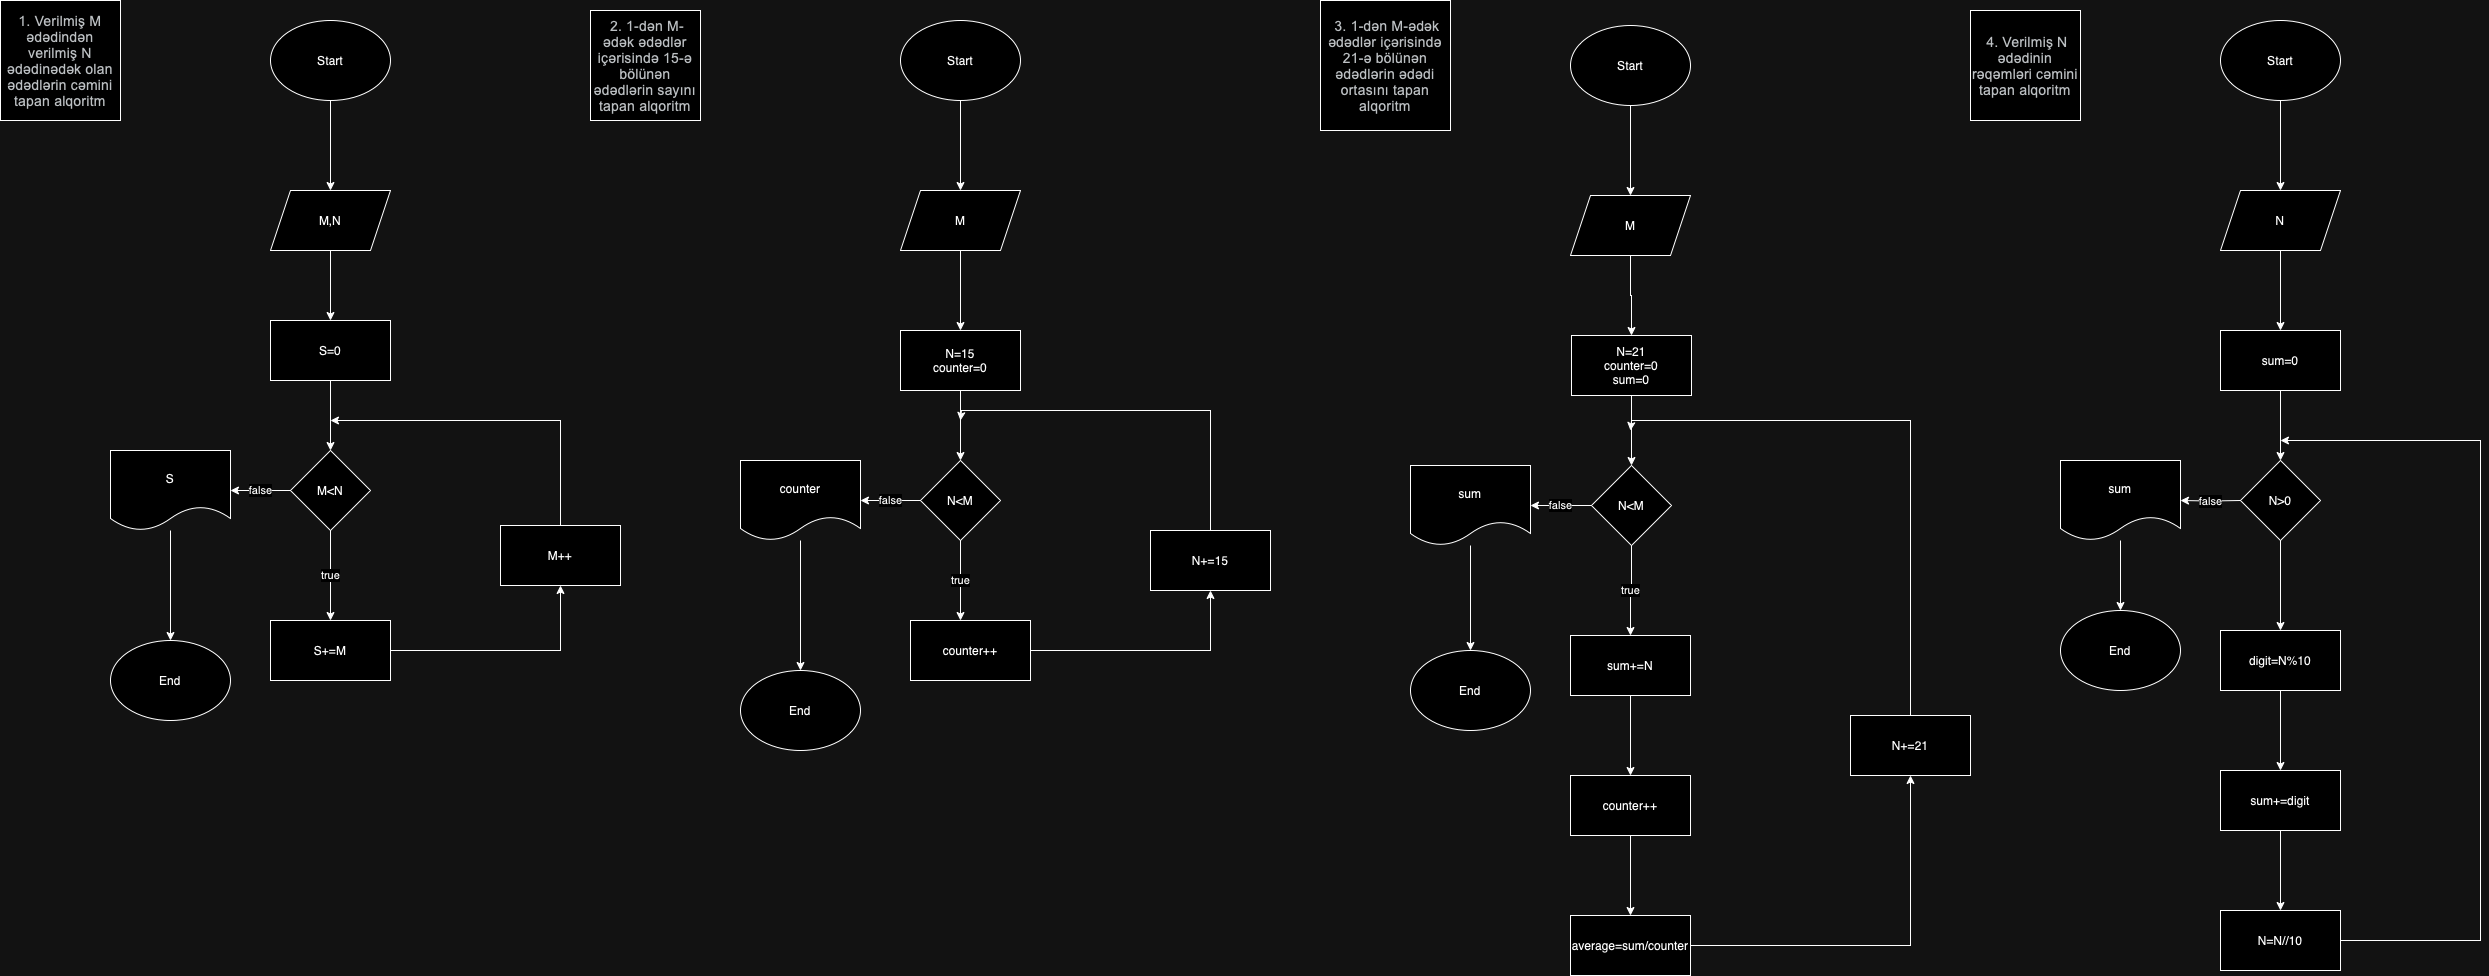 1. Verilmiş M
ədədindən
verilmiş N
ədədinədək olan
ədədlərin cəmini
tapan alqoritm
Start
M,N
S=0
M<N
false
S
End
true
S+=M
M++
2. 1-dən M-
ədək ədədlər
içərisində 15-ə
bölünən
ədədlərin sayını
tapan alqoritm
Start
M
N=15
counter=0
N<M
false
counter
End
true
counter++
N+=15
3. 1-dən M-ədək
ədədlər içərisində
21-ə bölünən
ədədlərin ədədi
ortasını tapan
alqoritm
Start
M
N=21
counter=0
sum=0
N<M
false
sum
End
true
sum+=N
counter++
average=sum/counter
N+=21
4. Verilmiş N
ədədinin
rəqəmləri cəmini
tapan alqoritm
Start
N
sum=0
N>0
false
sum
End
digit=N%10
sum+=digit
N=N//10